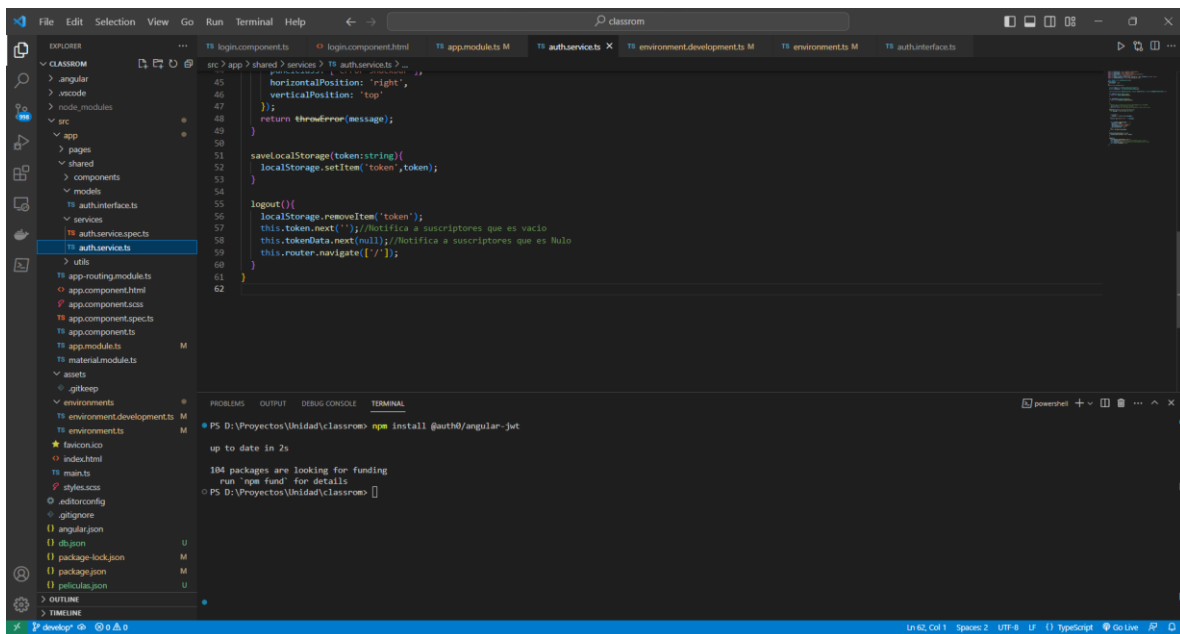 File Edit Selection View Go Run Terminal Help
classrom
EXPLORER
CLASSROM
.angular
.vscode
node_modules
src
app
pages
shared
components
models
TS auth.interface.ts
services
TS auth.service.spec.ts
TS auth.service.ts
utils
TS app-routing.module.ts
app.component.html
app.component.scss
TS app.component.spec.ts
TS app.component.ts
TS app.module.ts M
TS material.module.ts
assets
.gitkeep
environments
TS environment.development.ts M
TS environment.ts M
favicon.ico
index.html
TS main.ts
styles.scss
.editorconfig
.gitignore
{} angular.json
{} db.json U
{} package-lock.json M
{} package.json M
{} peliculas.json U
OUTLINE
TIMELINE
TS login.component.ts
login.component.html
TS app.module.ts M
TS auth.service.ts
TS environment.development.ts M
TS environment.ts M
TS auth.interface.ts
src > app > shared > services > TS auth.service.ts > ...
45 horizontalPosition: 'right',
46 verticalPosition: 'top'
47 });
48 return throwError(message);
49 }
50
51 saveLocalStorage(token:string){
52 localStorage.setItem('token',token);
53 }
54
55 logout(){
56 localStorage.removeItem('token');
57 this.token.next('');//Notifica a suscriptores que es vacio
58 this.tokenData.next(null);//Notifica a suscriptores que es Nulo
59 this.router.navigate(['/']);
60 }
61 }
62
PROBLEMS OUTPUT DEBUG CONSOLE TERMINAL
powershell
PS D:\Proyectos\Unidad\classrom> npm install @auth0/angular-jwt
up to date in 2s
104 packages are looking for funding
run `npm fund` for details
PS D:\Proyectos\Unidad\classrom>
develop* 0 0
Ln 62, Col 1 Spaces: 2 UTF-8 LF {} TypeScript Go Live